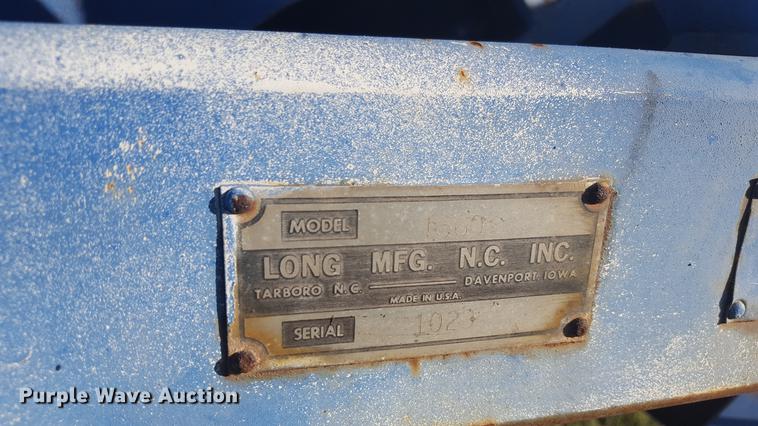 MODEL
LONG MFG. N.C. INC.
TARBORO N.C. DAVENPORT, IOWA
MADE IN U.S.A.
SERIAL
Purple Wave Auction